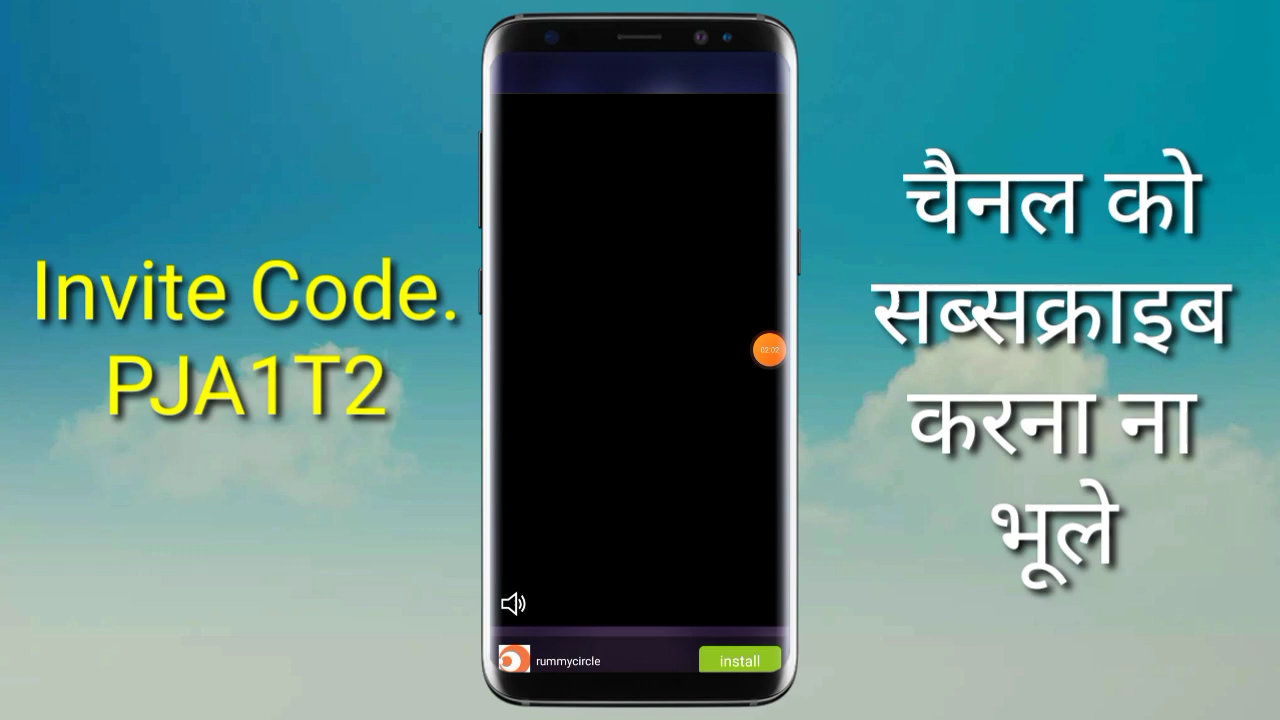 Invite Code.
PJA1T2
02:02
rummycircle
install
चैनल को
सब्सक्राइब
करना ना
भूले